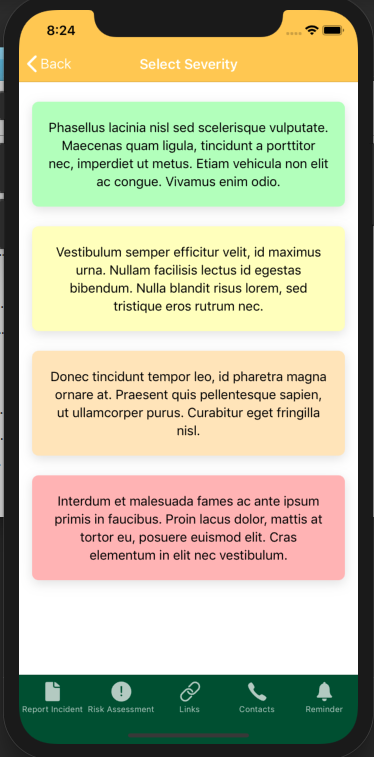 8:24
Back
Select Severity
Phasellus lacinia nisl sed scelerisque vulputate.
Maecenas quam ligula, tincidunt a porttitor
nec, imperdiet ut metus. Etiam vehicula non elit
ac congue. Vivamus enim odio.
Vestibulum semper efficitur velit, id maximus
urna. Nullam facilisis lectus id egestas
bibendum. Nulla blandit risus lorem, sed
tristique eros rutrum nec.
Donec tincidunt tempor leo, id pharetra magna
ornare at. Praesent quis pellentesque sapien,
ut ullamcorper purus. Curabitur eget fringilla
nisl.
Interdum et malesuada fames ac ante ipsum
primis in faucibus. Proin lacus dolor, mattis at
tortor eu, posuere euismod elit. Cras
elementum in elit nec vestibulum.
Report Incident Risk Assessment Links Contacts Reminder